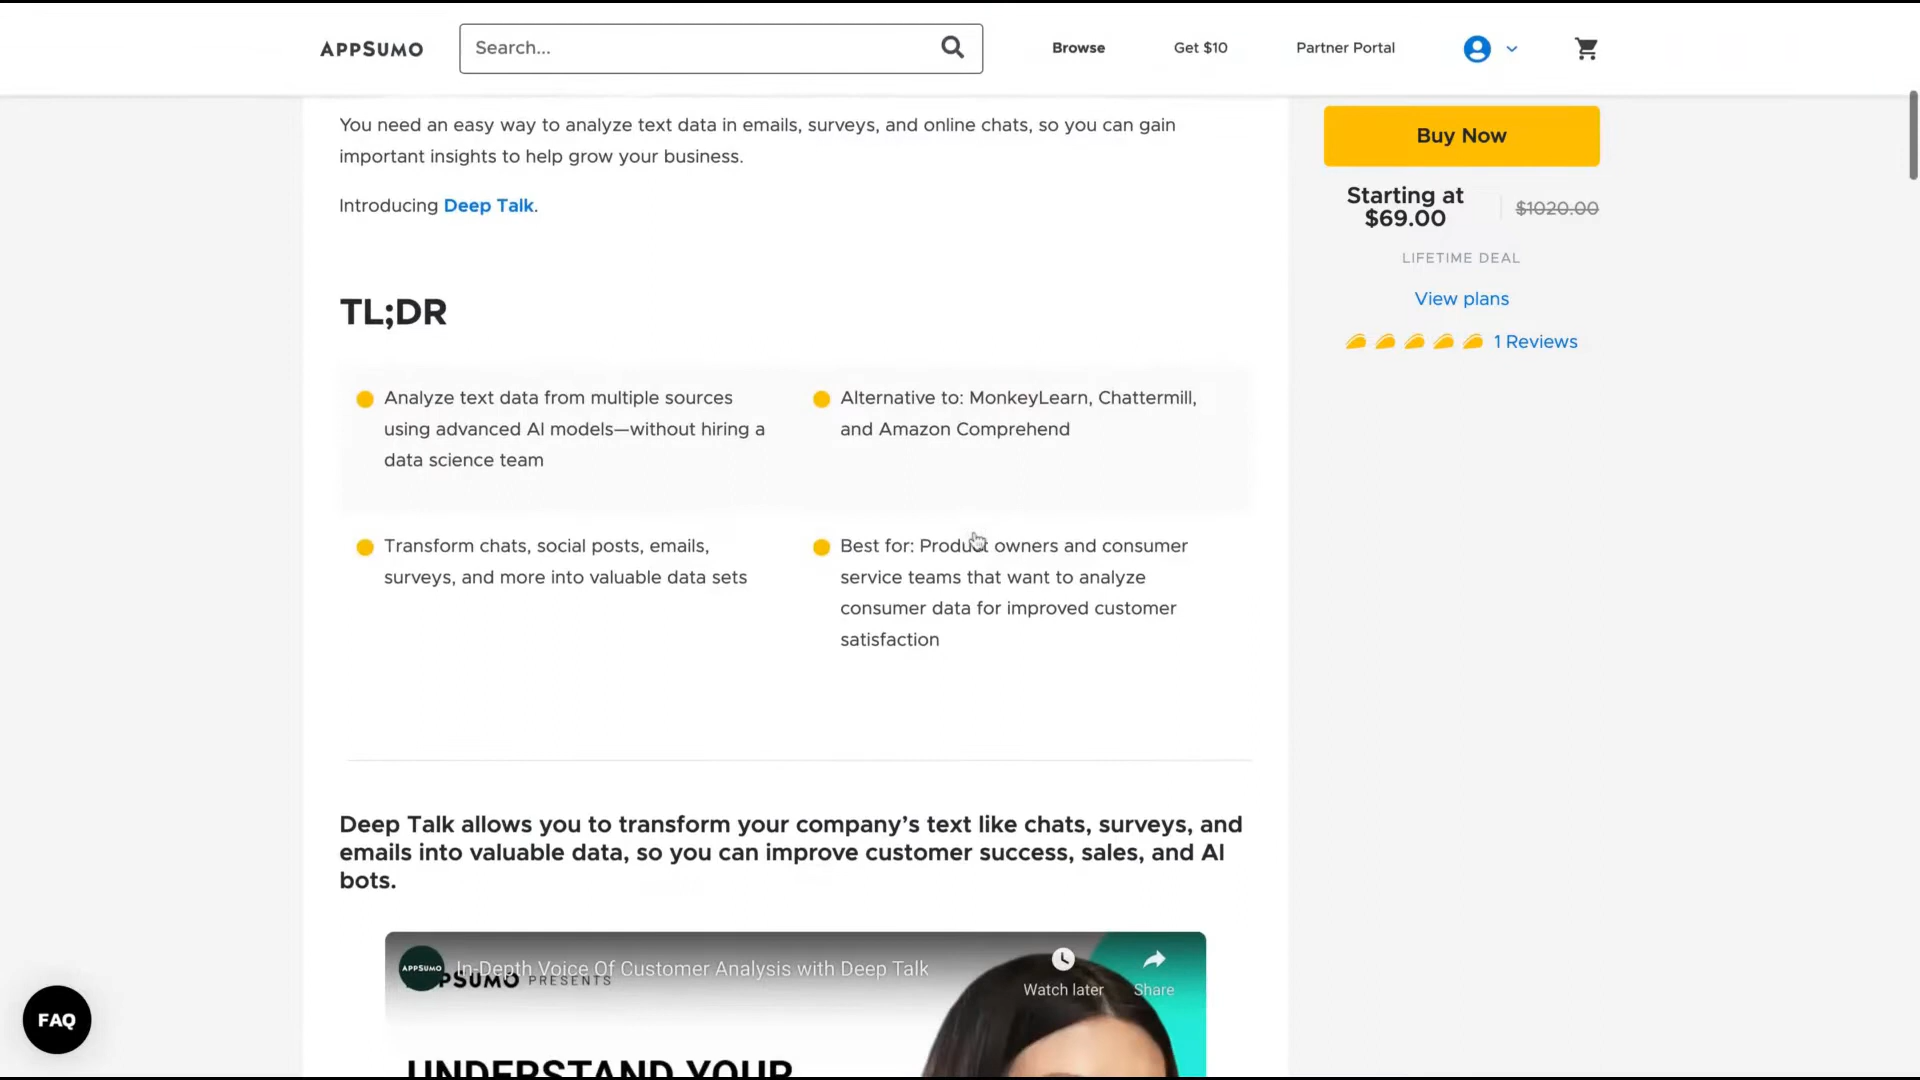 APPSUMO
Search...
Browse
Get $10
Partner Portal
You need an easy way to analyze text data in emails, surveys, and online chats, so you can gain
important insights to help grow your business.
Introducing Deep Talk.
Buy Now
Starting at
$69.00
$1020.00
LIFETIME DEAL
View plans
1 Reviews
TL;DR
Analyze text data from multiple sources
using advanced AI models—without hiring a
data science team
Alternative to: MonkeyLearn, Chattermill,
and Amazon Comprehend
Transform chats, social posts, emails,
surveys, and more into valuable data sets
Best for: Product owners and consumer
service teams that want to analyze
consumer data for improved customer
satisfaction
Deep Talk allows you to transform your company’s text like chats, surveys, and
emails into valuable data, so you can improve customer success, sales, and AI
bots.
APPSUMO
In-Depth Voice Of Customer Analysis with Deep Talk
APPSUMO PRESENTS
Watch later
Share
UNDERSTAND YOUR
FAQ